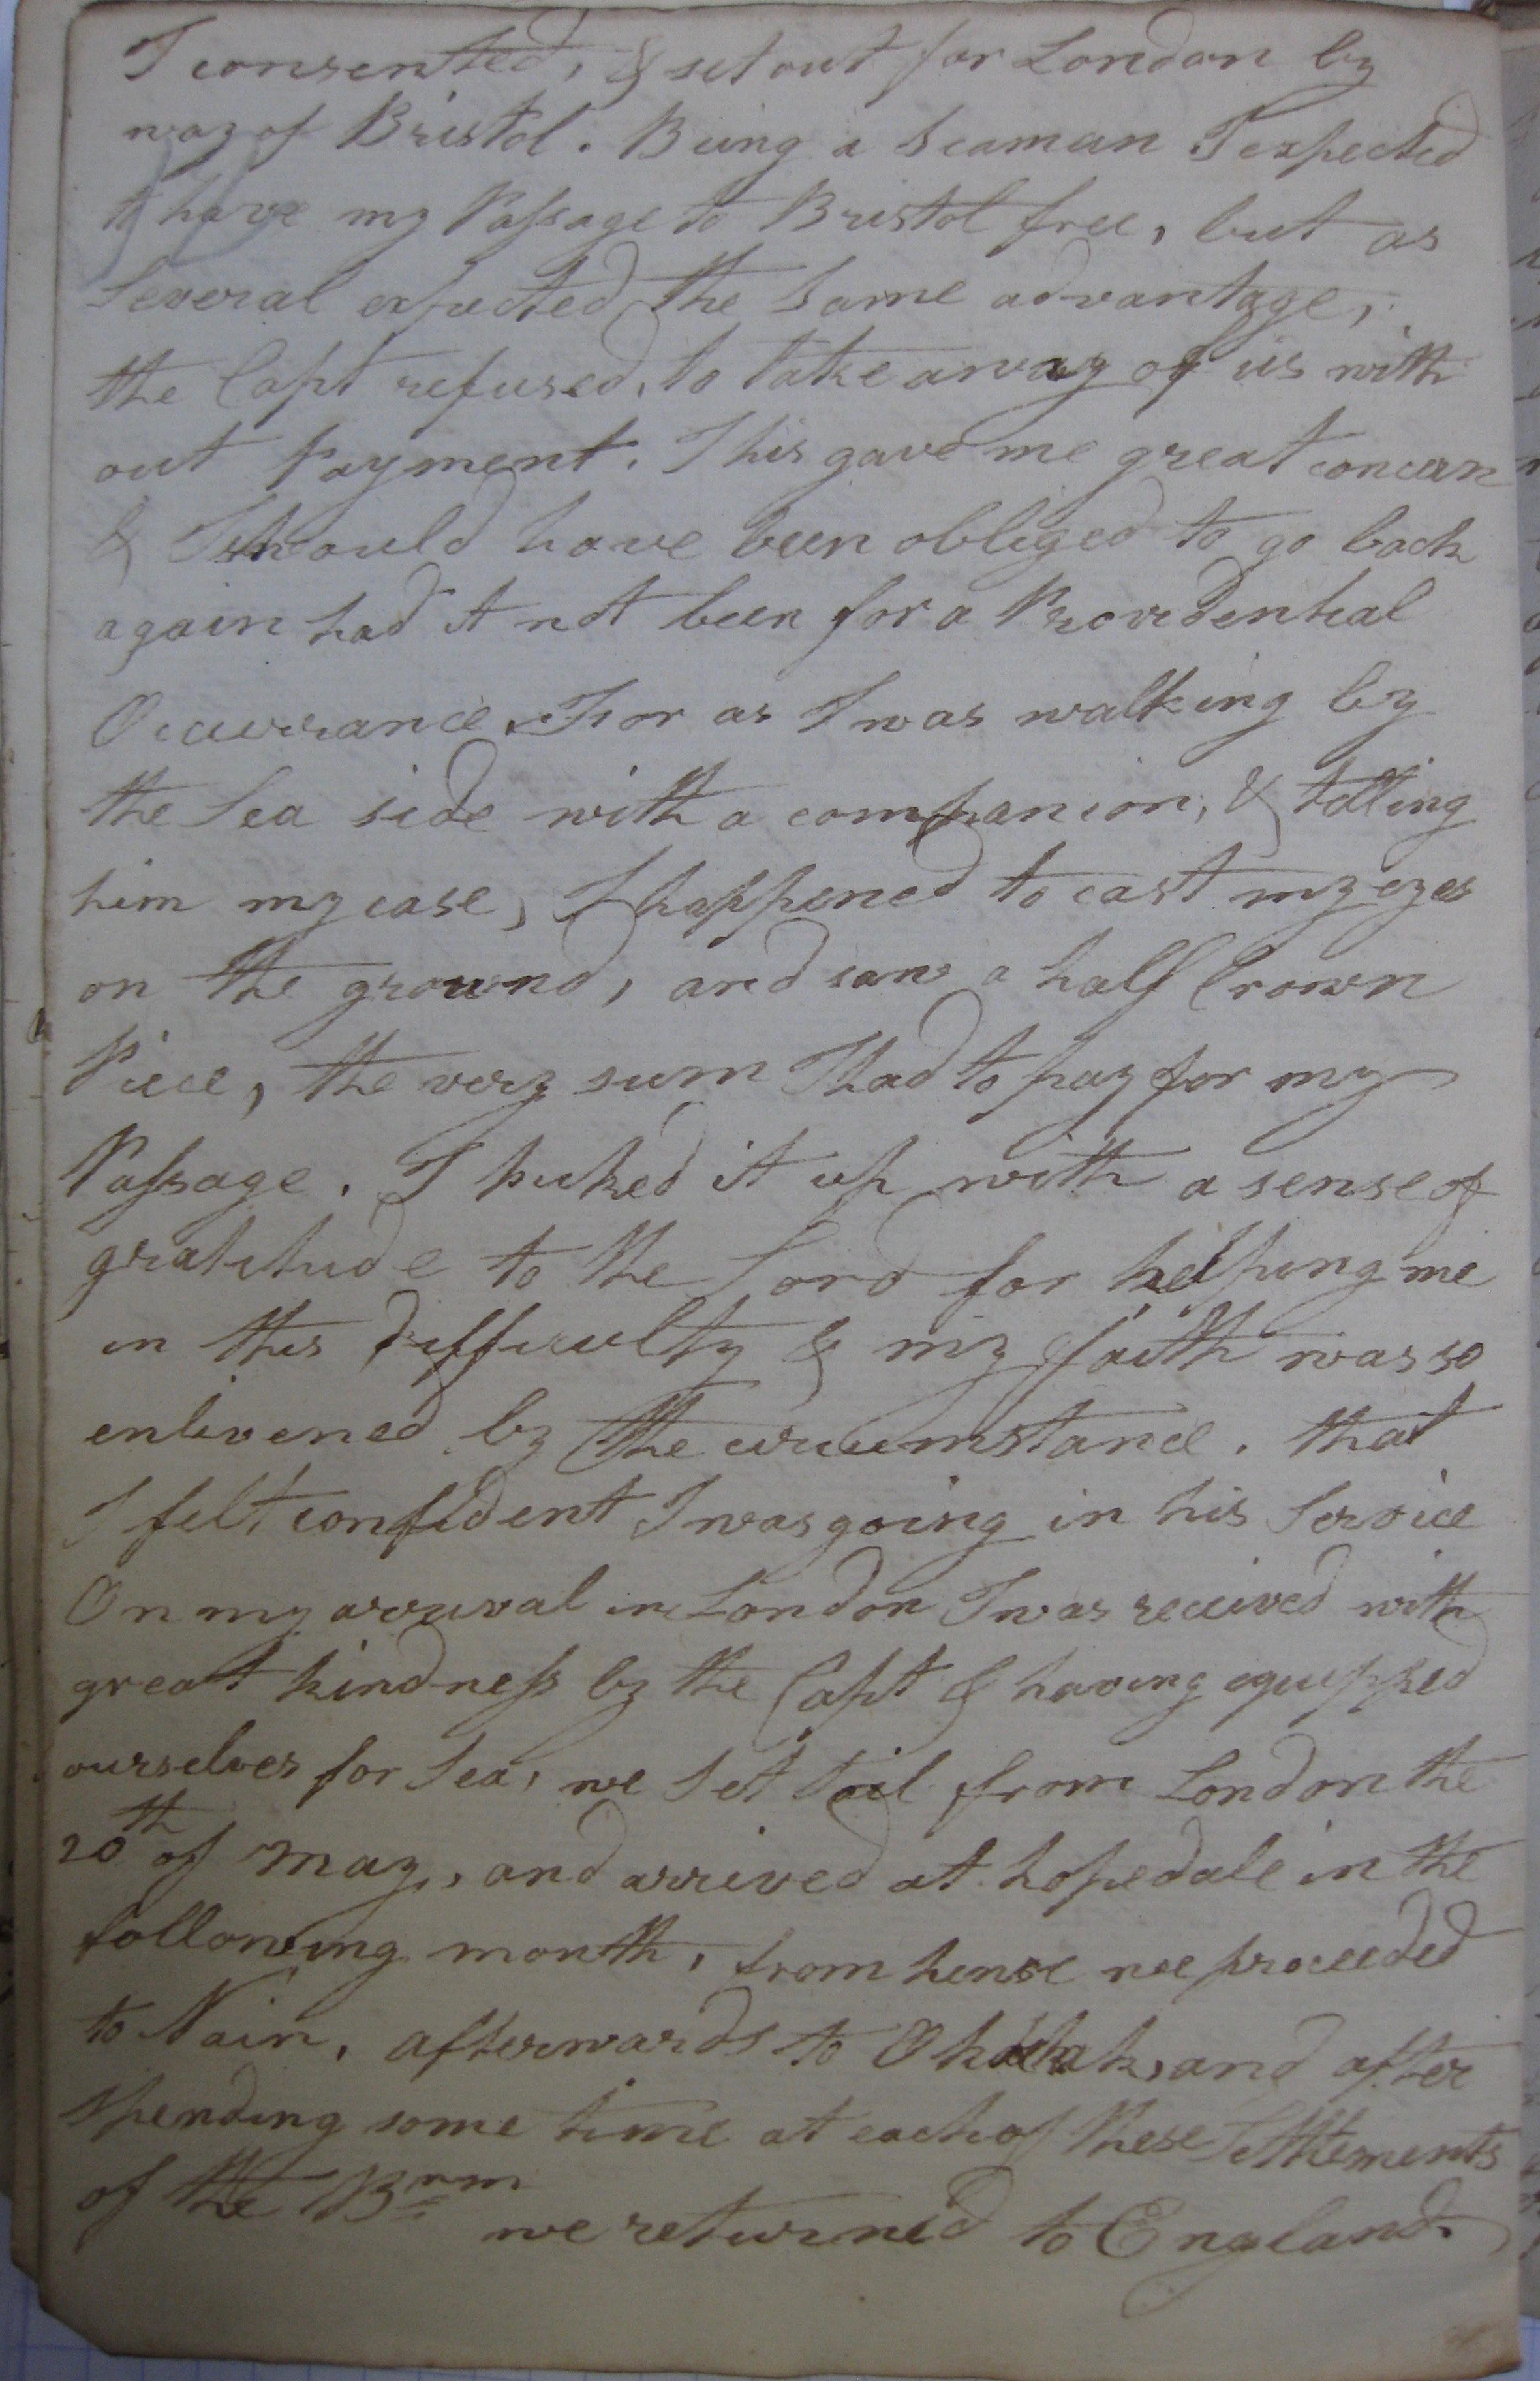 I consented, & set out for London by
way of Bristol. Being a Seaman I expected
to have my Passage to Bristol free, but as
Several expected the Same advantage,
the Capt refused, to take away of us with
out Payment. This gave me great concern
& I should have been obliged to go back
again had it not been for a Providential
Occurrance. For as I was walking by
the Sea side with a companion, & telling
him my case, I happened to cast my eyes
on the ground, and saw a half Crown
Piece, the very sum I had to pay for my
Passage. I picked it up with a sense of
gratitude to the Lord for helping me
in this difficulty & my faith was so
enlivened by the circumstance. that
I felt confident I was going in his Service
On my arrival in London I was received with
great kindness by the Capt & having equipped
ourselves for Sea, we Set Sail from London the
20th of May, and arrived at hopedale in the
following month, from hense we proceeded
to Nain, afterwards to Okkak, and after
Spending some time at each of these Settlements
of the Brn we returned to England.